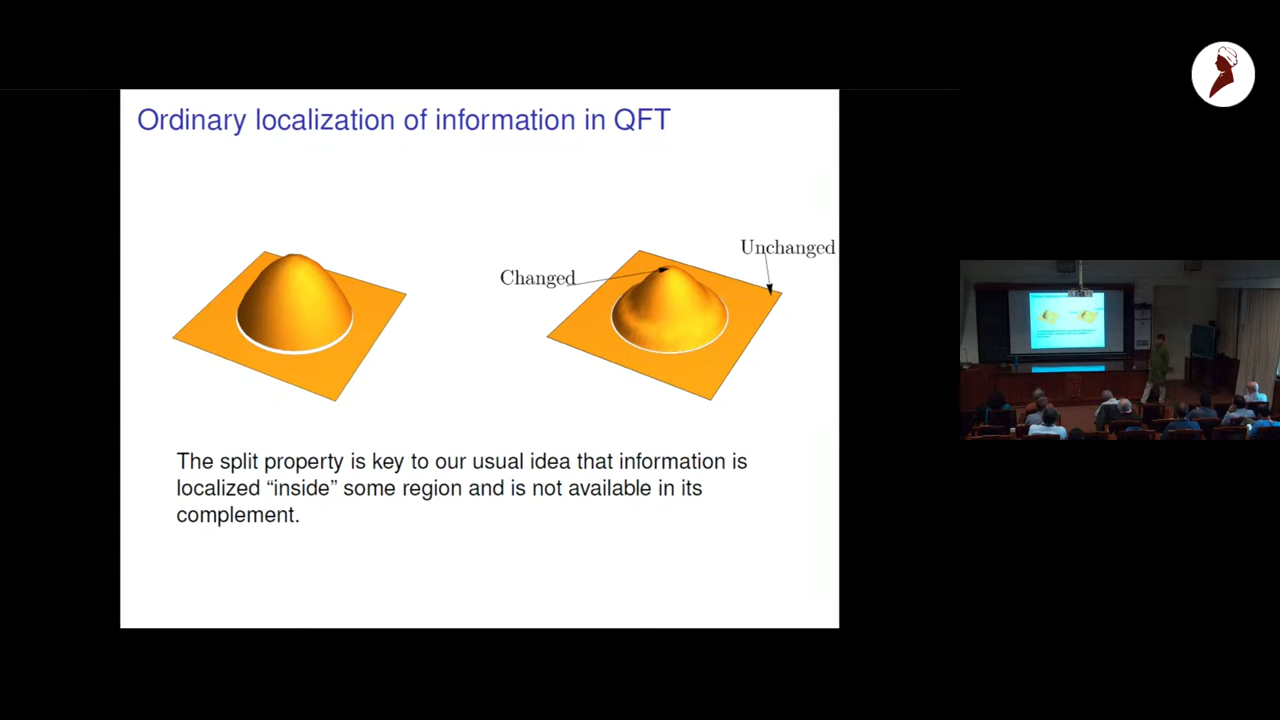 Ordinary localization of information in QFT
Unchanged
Changed
The split property is key to our usual idea that information is
localized “inside” some region and is not available in its
complement.